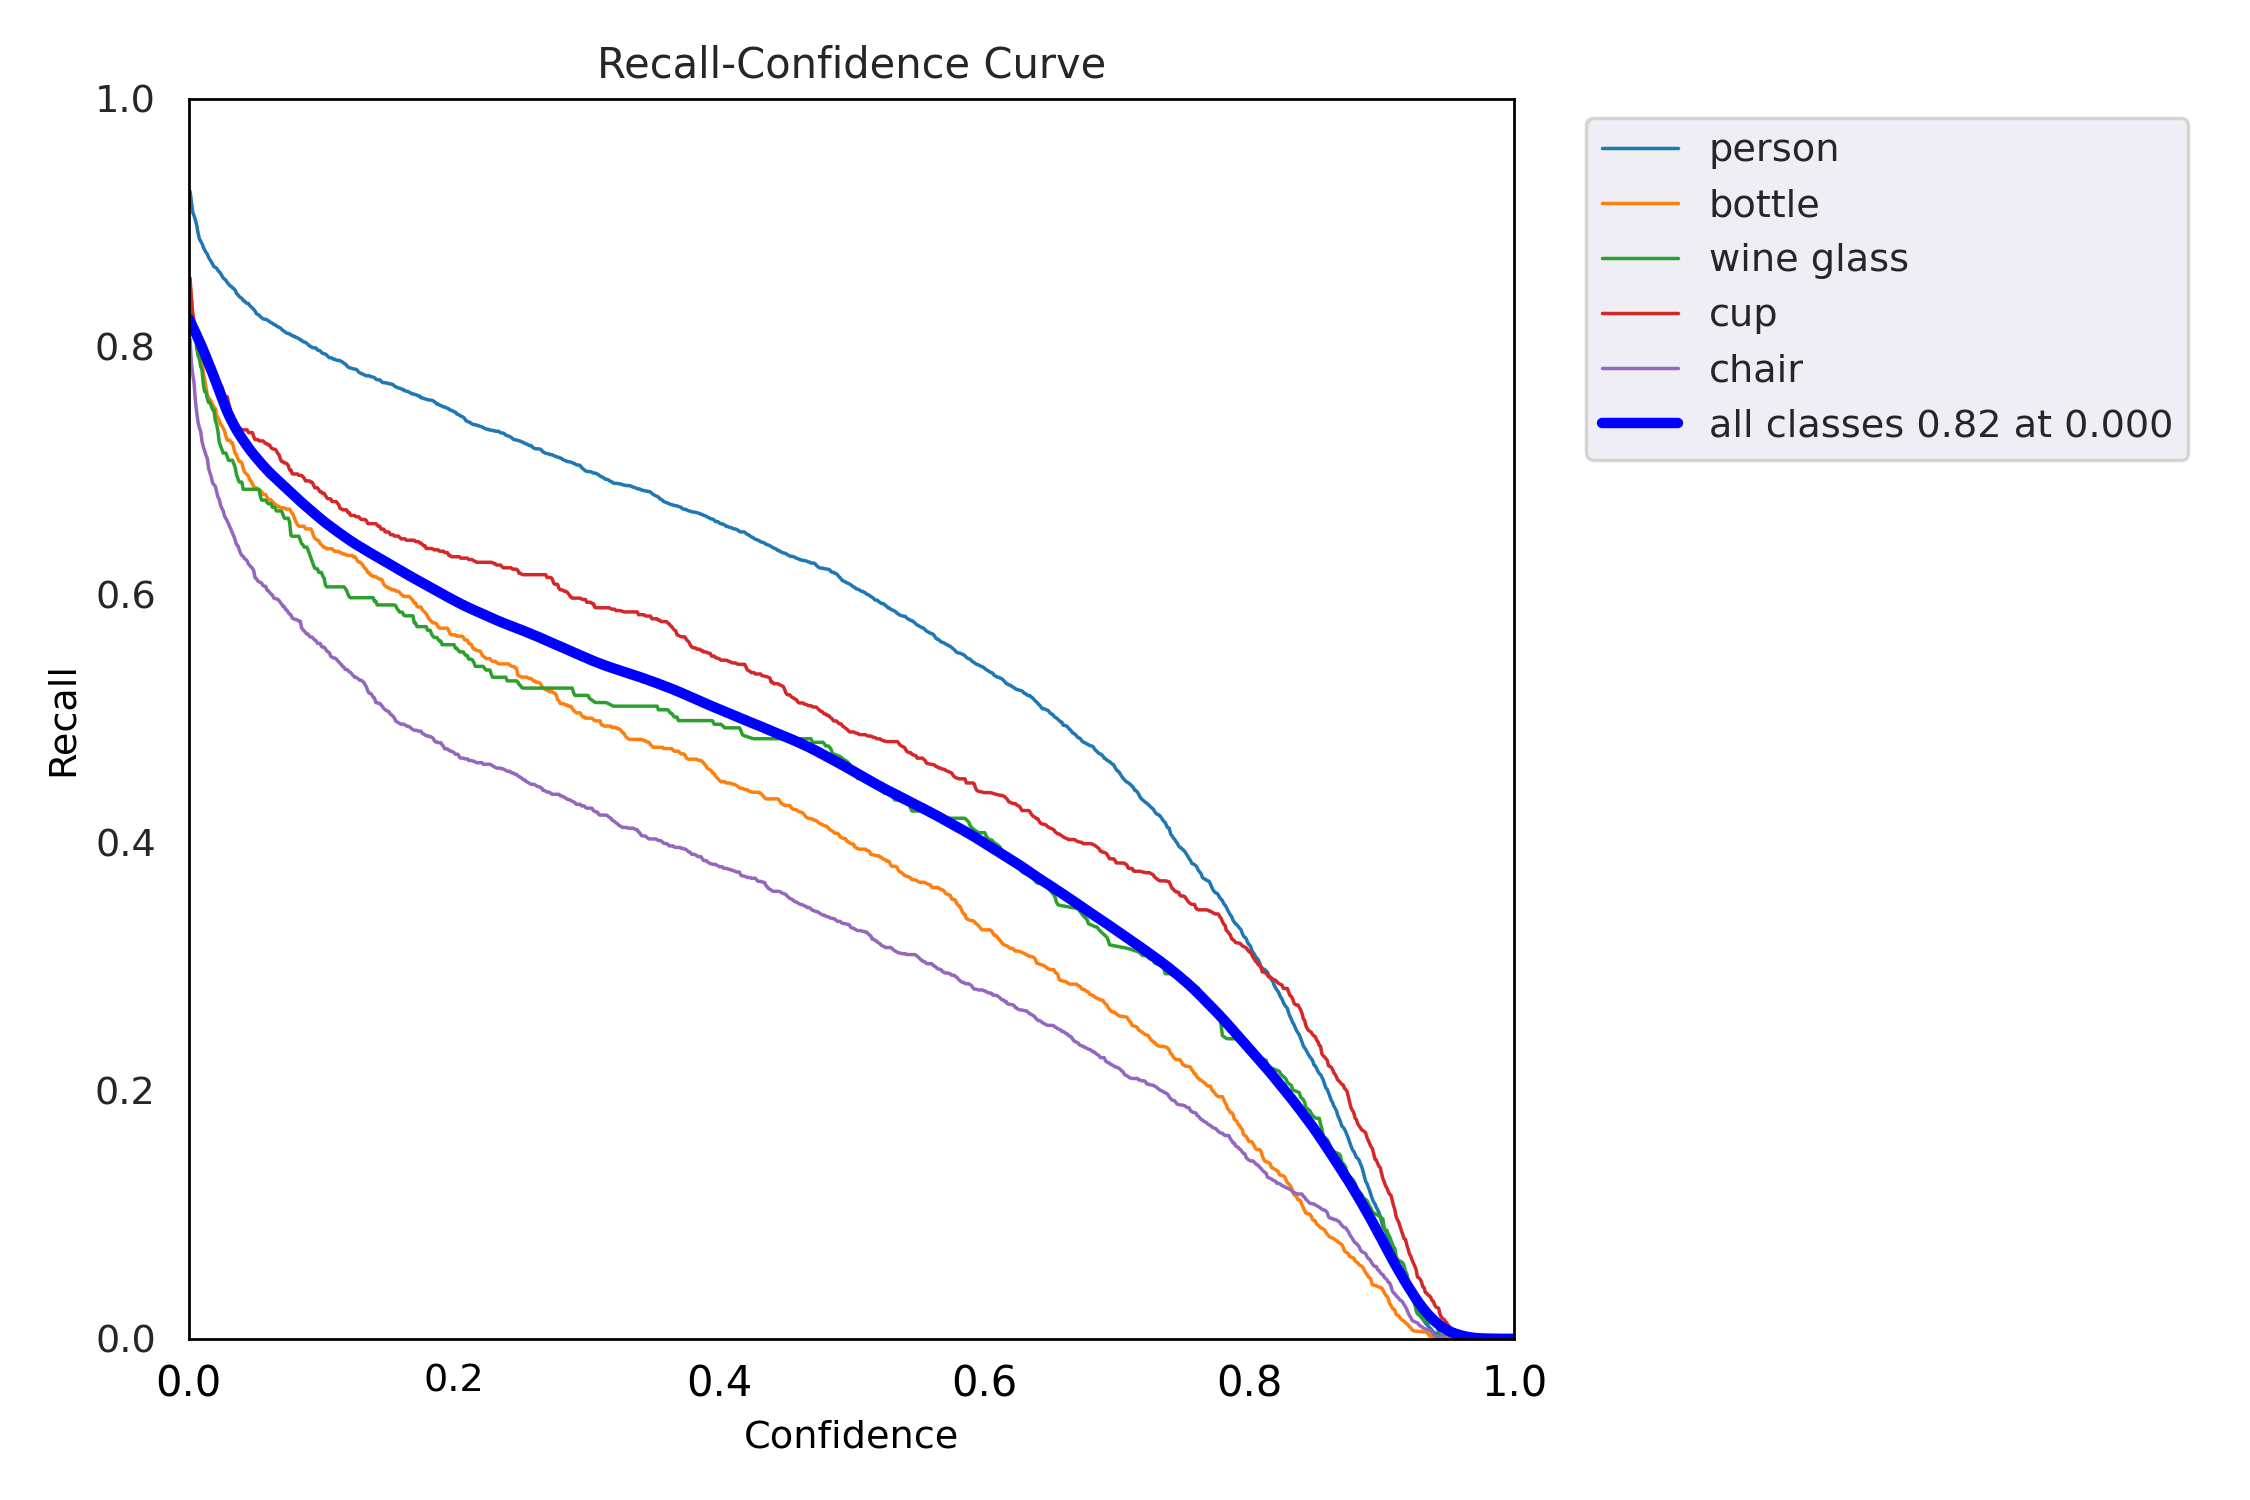 Recall-Confidence Curve
1.0
0.8
0.6
0.4
0.2
0.0
Recall
0.0 0.2 0.4 0.6 0.8 1.0
Confidence
person
bottle
wine glass
cup
chair
all classes 0.82 at 0.000